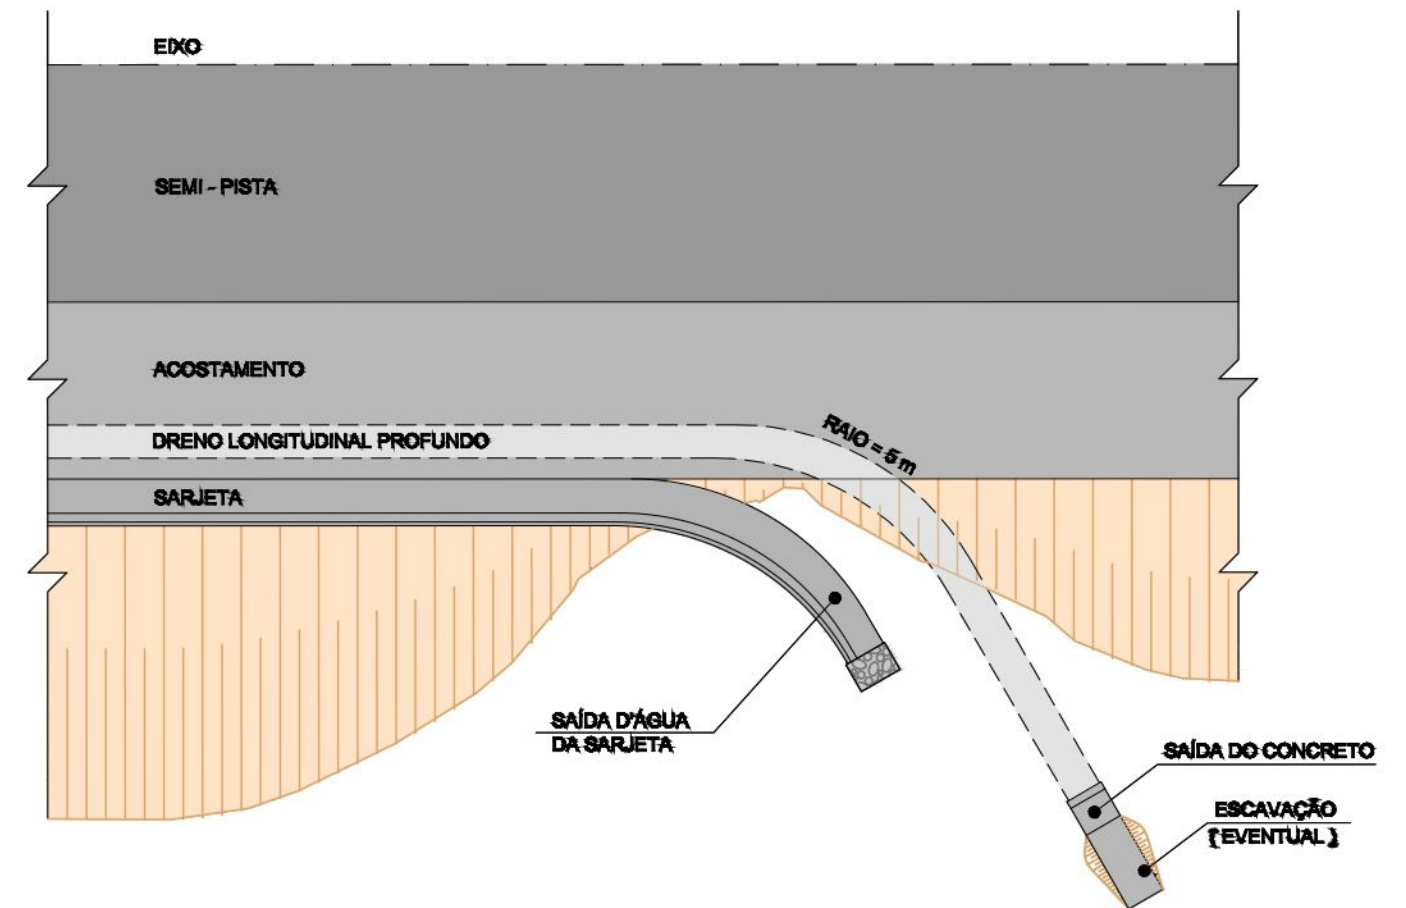 EIXO
SEMI - PISTA
ACOSTAMENTO
RAIO = 5 m
DRENO LONGITUDINAL PROFUNDO
SARJETA
SAÍDA D'ÁGUA
DA SARJETA
SAÍDA DO CONCRETO
ESCAVAÇÃO
( EVENTUAL )